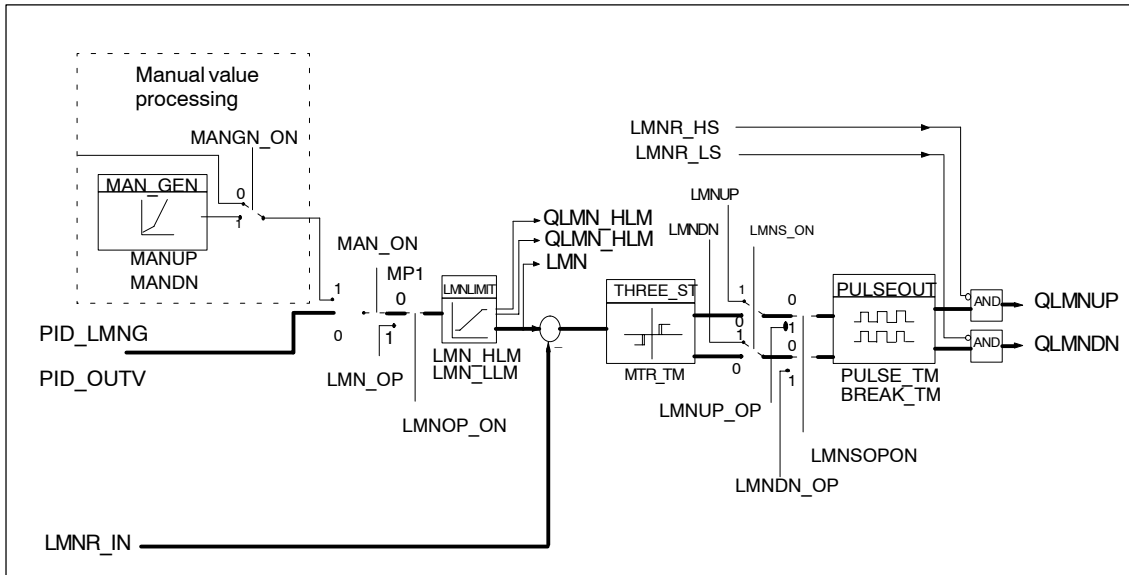 Manual value
processing
MANGN_ON
MAN_GEN
0
1
MANUP
MANDN
PID_LMNG
PID_OUTV
1
0
MAN_ON
MP1
0
1
LMN_OP
LMNOP_ON
LMNLIMIT
LMN_HLM
LMN_LLM
QLMN_HLM
QLMN_HLM
LMN
LMNR_IN
-
THREE_ST
MTR_TM
LMNR_HS
LMNR_LS
LMNUP
LMNDN
LMNS_ON
1
0
1
0
0
1
0
1
LMNUP_OP
LMNDN_OP
LMNSOPON
PULSEOUT
PULSE_TM
BREAK_TM
AND
QLMNUP
AND
QLMNDN